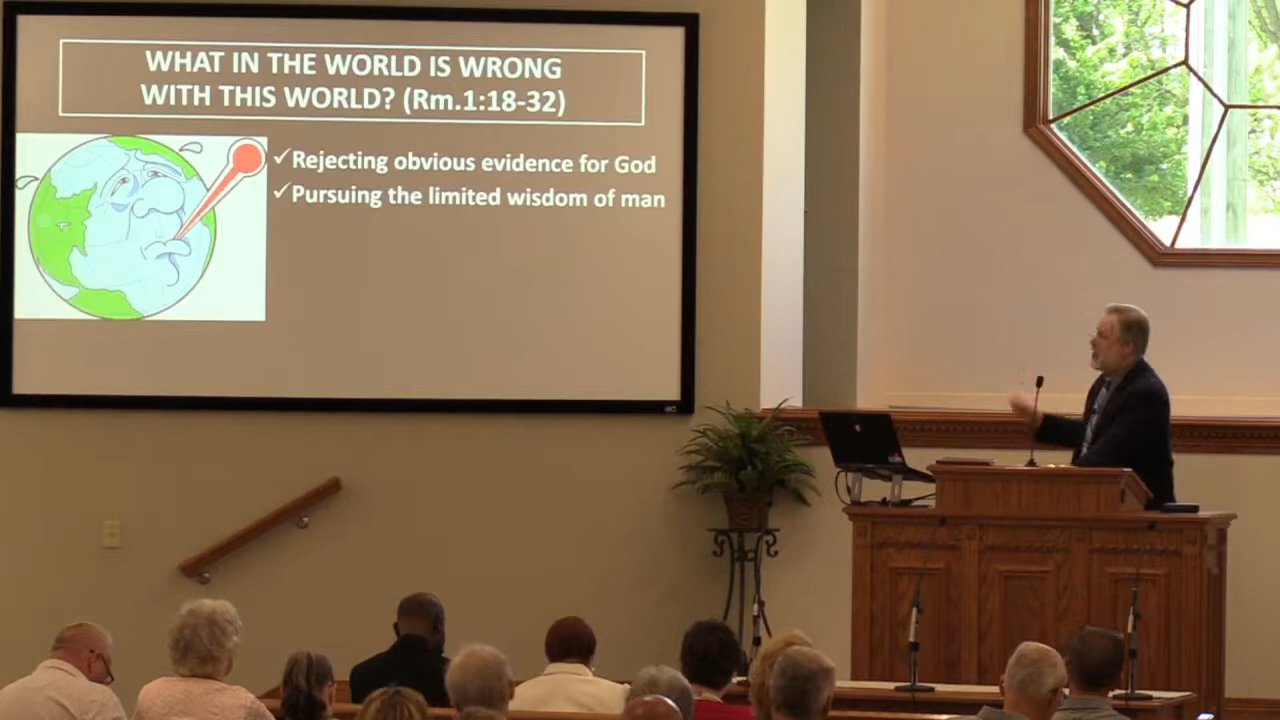 WHAT IN THE WORLD IS WRONG
WITH THIS WORLD? (Rm.1:18-32)
✓Rejecting obvious evidence for God
✓Pursuing the limited wisdom of man